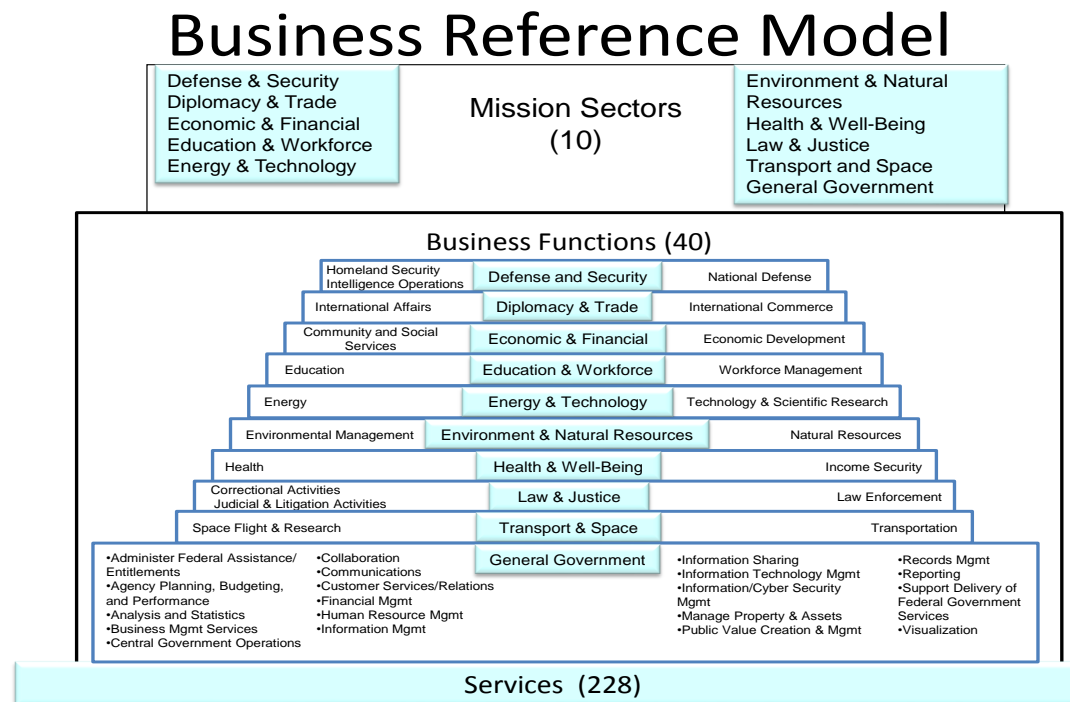 Business Reference Model
Defense & Security
Diplomacy & Trade
Economic & Financial
Education & Workforce
Energy & Technology
Mission Sectors
(10)
Environment & Natural
Resources
Health & Well-Being
Law & Justice
Transport and Space
General Government
Business Functions (40)
Homeland Security
Intelligence Operations
Defense and Security
National Defense
International Affairs
Diplomacy & Trade
International Commerce
Community and Social
Services
Economic & Financial
Economic Development
Education
Education & Workforce
Workforce Management
Energy
Energy & Technology
Technology & Scientific Research
Environmental Management
Environment & Natural Resources
Natural Resources
Health
Health & Well-Being
Income Security
Correctional Activities
Judicial & Litigation Activities
Law & Justice
Law Enforcement
Space Flight & Research
Transport & Space
Transportation
General Government
•Administer Federal Assistance/
Entitlements
•Agency Planning, Budgeting,
and Performance
•Analysis and Statistics
•Business Mgmt Services
•Central Government Operations
•Collaboration
•Communications
•Customer Services/Relations
•Financial Mgmt
•Human Resource Mgmt
•Information Mgmt
•Information Sharing
•Information Technology Mgmt
•Information/Cyber Security
Mgmt
•Manage Property & Assets
•Public Value Creation & Mgmt
•Records Mgmt
•Reporting
•Support Delivery of
Federal Government
Services
•Visualization
Services (228)